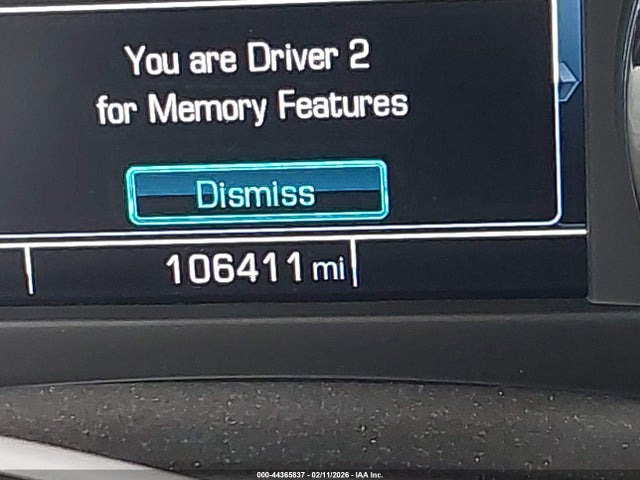 You are Driver 2
for Memory Features
Dismiss
106411 mi
000-44365837 - 02/11/2026 - IAA Inc.